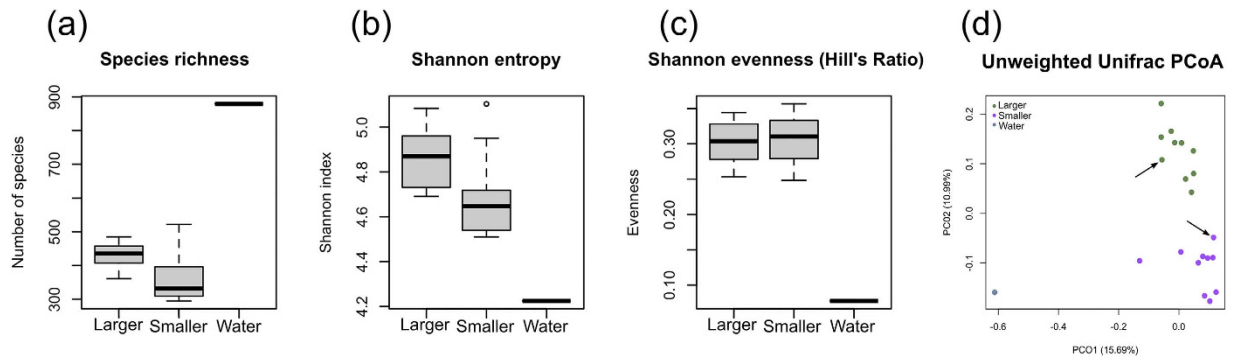 (a)
Species richness
Number of species
900
700
500
300
Larger Smaller Water
(b)
Shannon entropy
Shannon index
5.0
4.8
4.6
4.4
4.2
Larger Smaller Water
(c)
Shannon evenness (Hill's Ratio)
Evenness
0.30
0.20
0.10
Larger Smaller Water
(d)
Unweighted Unifrac PCoA
Larger
Smaller
Water
PC02 (10.99%)
0.2
0.1
0.0
-0.1
-0.6 -0.4 -0.2 0.0
PCO1 (15.69%)